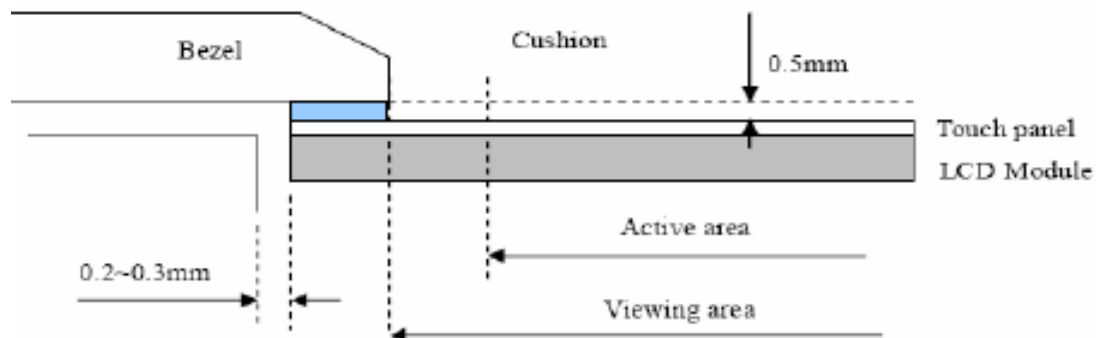 Cushion
Bezel
0.5mm
Touch panel
LCD Module
Active area
0.2~0.3mm
Viewing area